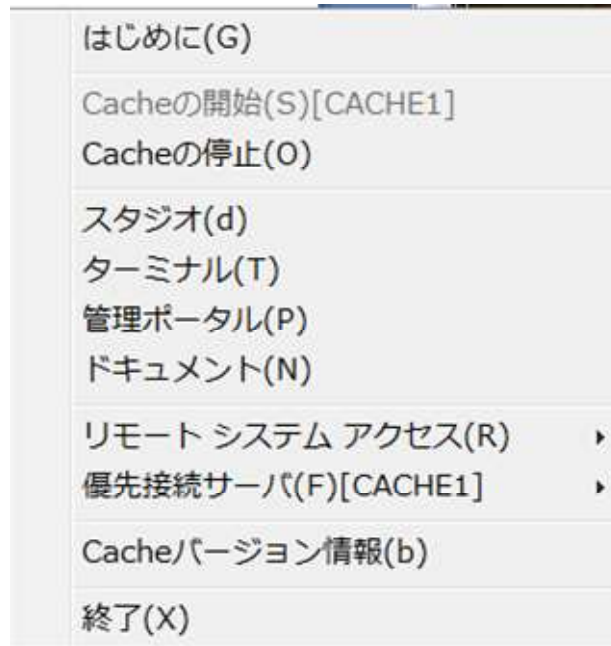 はじめに(G)
Cacheの開始(S)[CACHE1]
Cacheの停止(O)
スタジオ(d)
ターミナル(T)
管理ポータル(P)
ドキュメント(N)
リモート システム アクセス(R)
優先接続サーバ(F)[CACHE1]
Cacheバージョン情報(b)
終了(X)